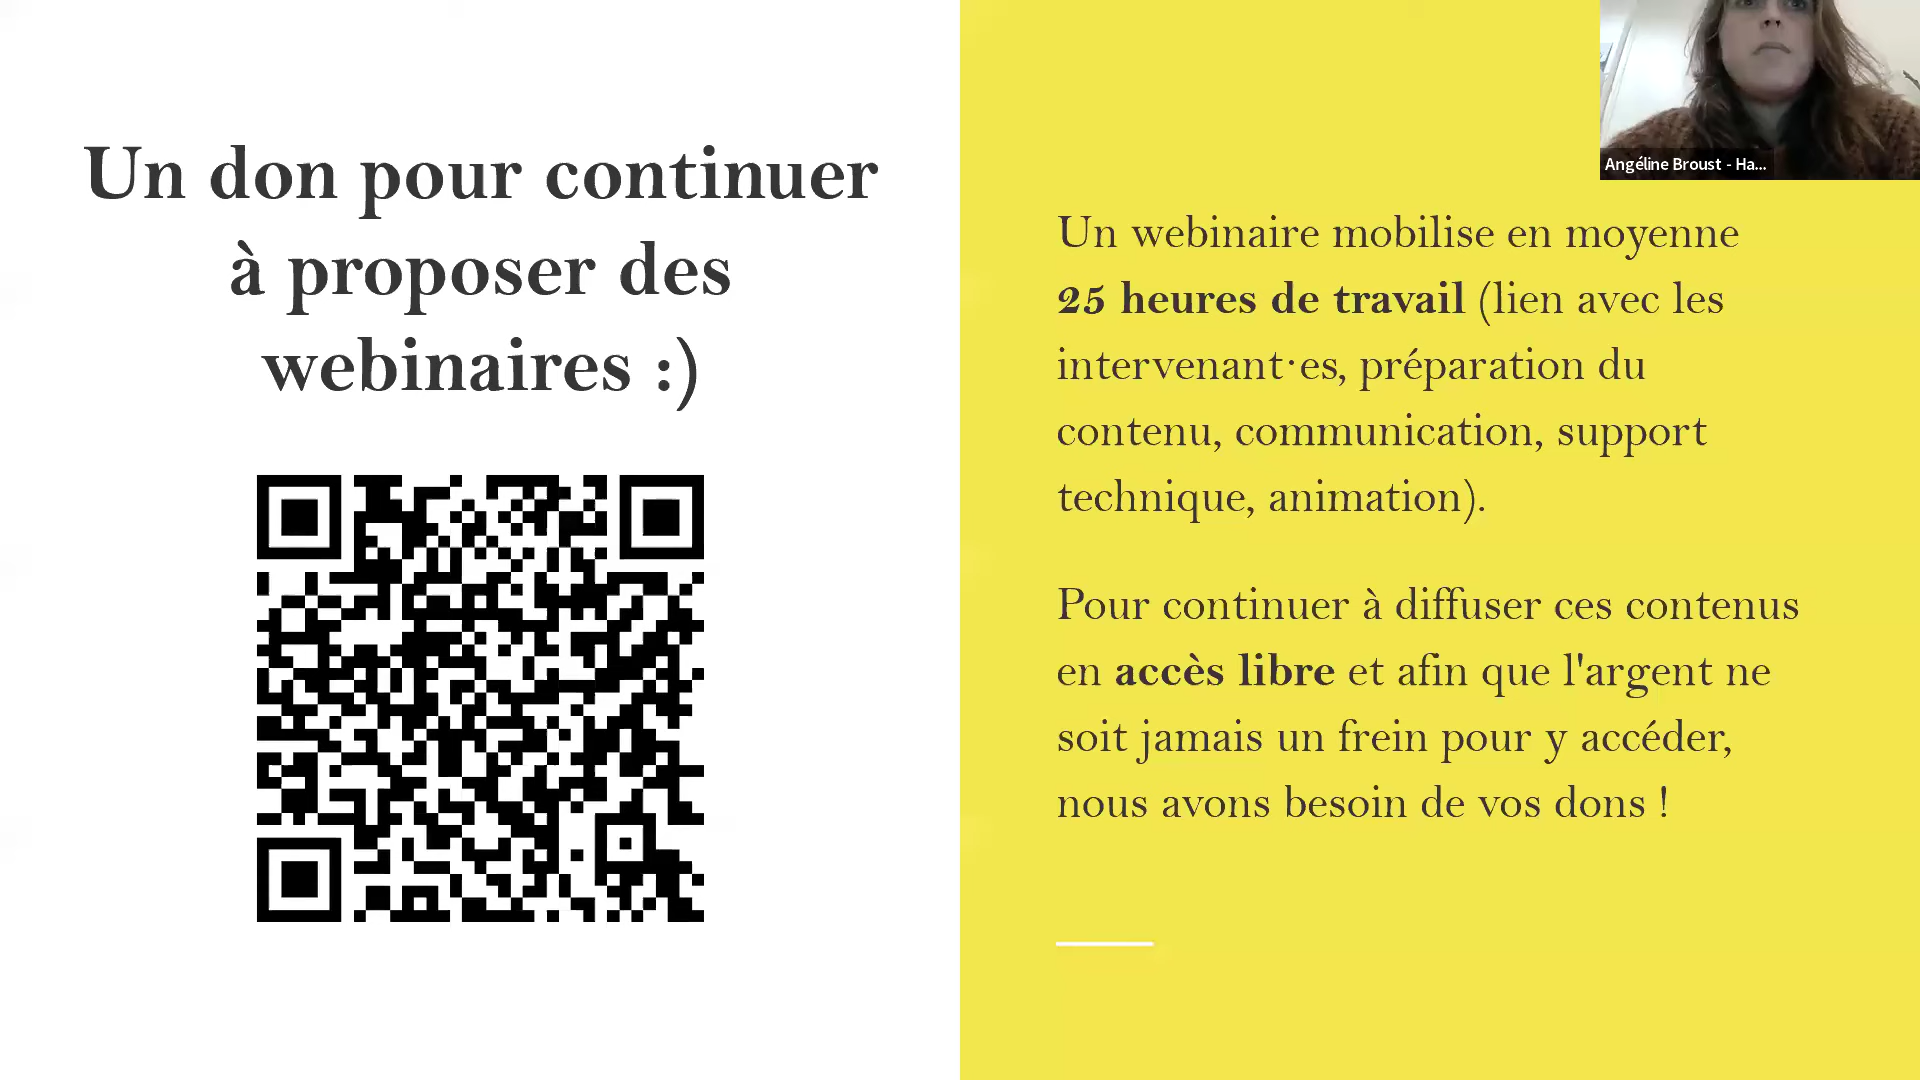 Un don pour continuer
à proposer des
webinaires :)
Angéline Broust - Ha...
Un webinaire mobilise en moyenne
25 heures de travail (lien avec les
intervenant·es, préparation du
contenu, communication, support
technique, animation).
Pour continuer à diffuser ces contenus
en accès libre et afin que l'argent ne
soit jamais un frein pour y accéder,
nous avons besoin de vos dons !